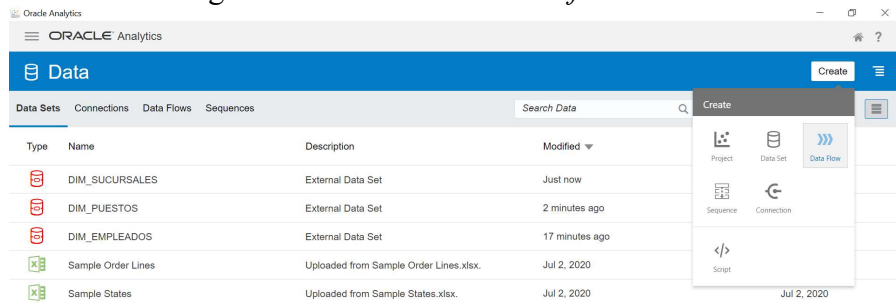 Oracle Analytics
ORACLE Analytics
?
Data
Create
Data Sets Connections Data Flows Sequences
Search Data
Create
Project Data Set Data Flow
Sequence Connection
</>
Script
Type Name Description Modified
DIM_SUCURSALES External Data Set Just now
DIM_PUESTOS External Data Set 2 minutes ago
DIM_EMPLEADOS External Data Set 17 minutes ago
Sample Order Lines Uploaded from Sample Order Lines.xlsx. Jul 2, 2020
Sample States Uploaded from Sample States.xlsx. Jul 2, 2020 Jul 2, 2020